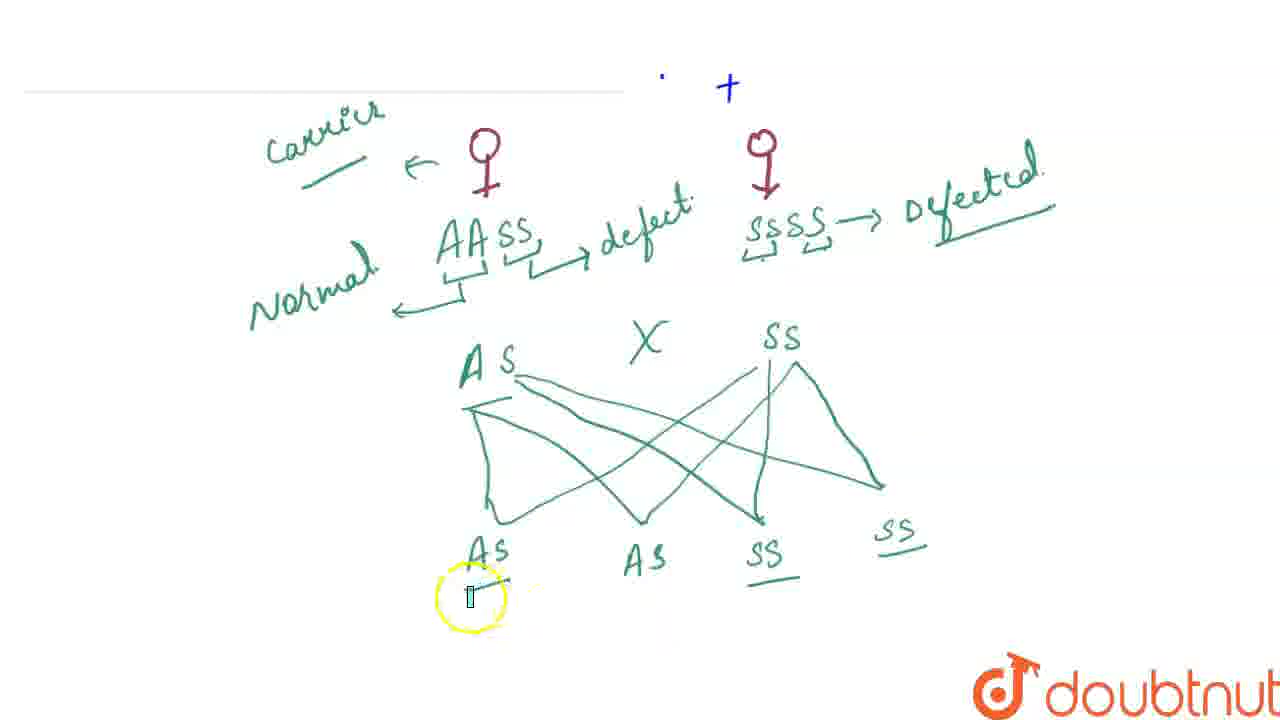 +
Carrier
AASS
defect.
SSSS
Defected.
Normal.
AS
X
SS
AS
AS
SS
SS
doubtnut